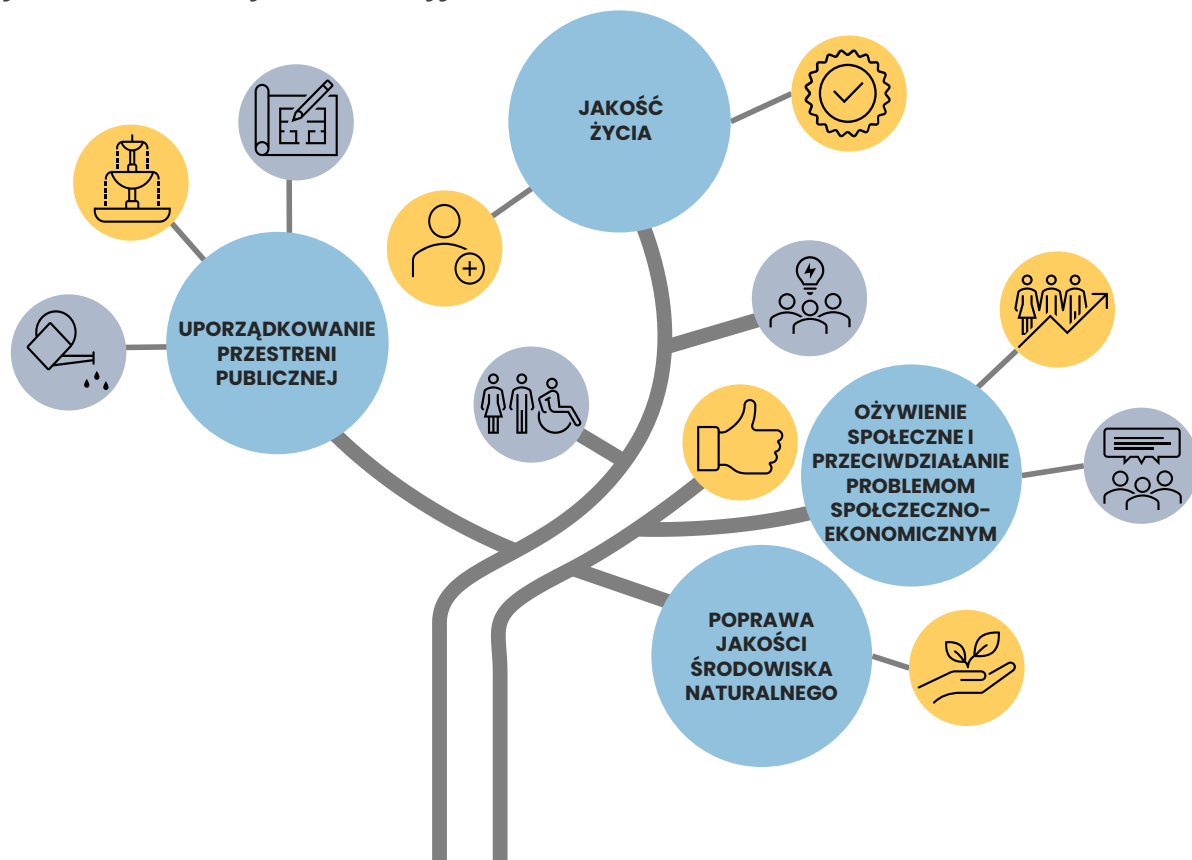 JAKOŚĆ
ŻYCIA
UPORZĄDKOWANIE
PRZESTRENI
PUBLICZNEJ
OŻYWIENIE
SPOŁECZNE I
PRZECIWDZIAŁANIE
PROBLEMOM
SPOŁCZECZNO-
EKONOMICZNYM
POPRAWA
JAKOŚCI
ŚRODOWISKA
NATURALNEGO